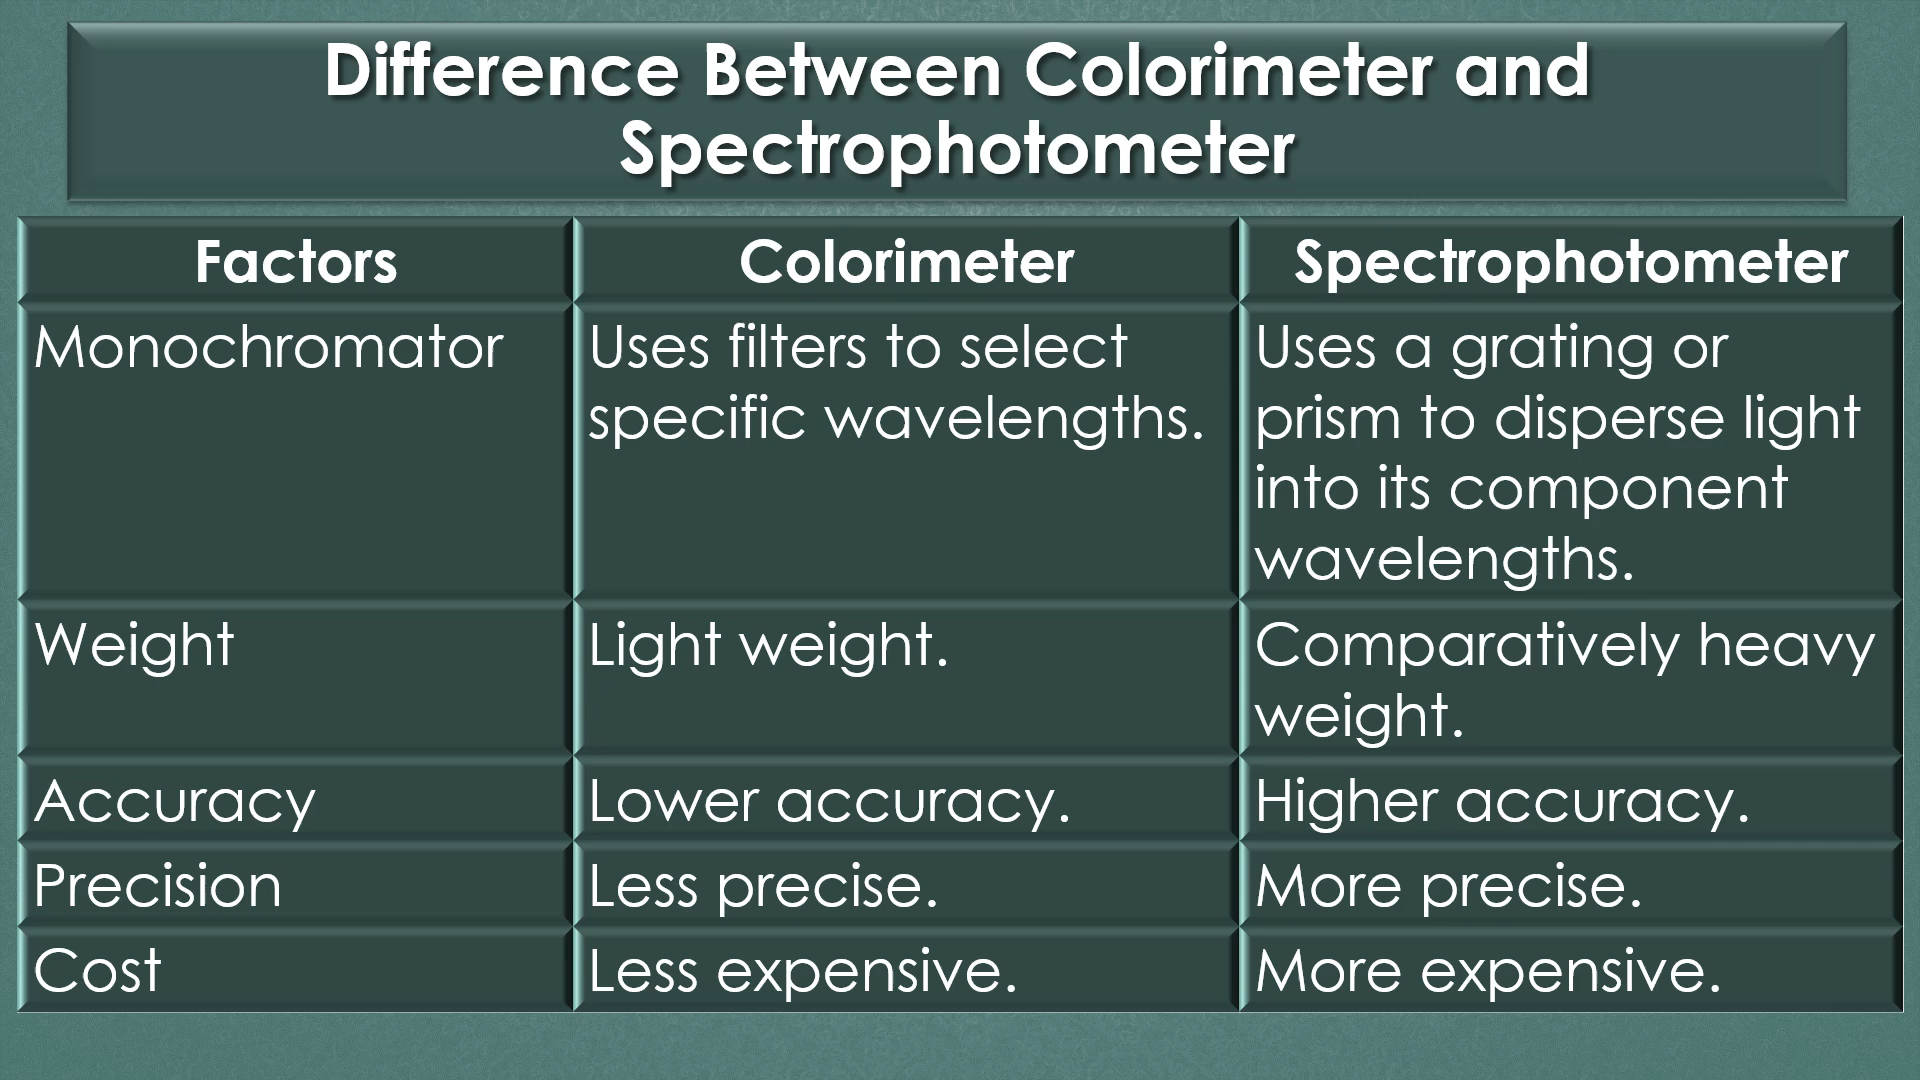 Difference Between Colorimeter and
Spectrophotometer
Factors
Colorimeter
Spectrophotometer
Monochromator
Uses filters to select
specific wavelengths.
Uses a grating or
prism to disperse light
into its component
wavelengths.
Weight
Light weight.
Comparatively heavy
weight.
Accuracy
Lower accuracy.
Higher accuracy.
Precision
Less precise.
More precise.
Cost
Less expensive.
More expensive.